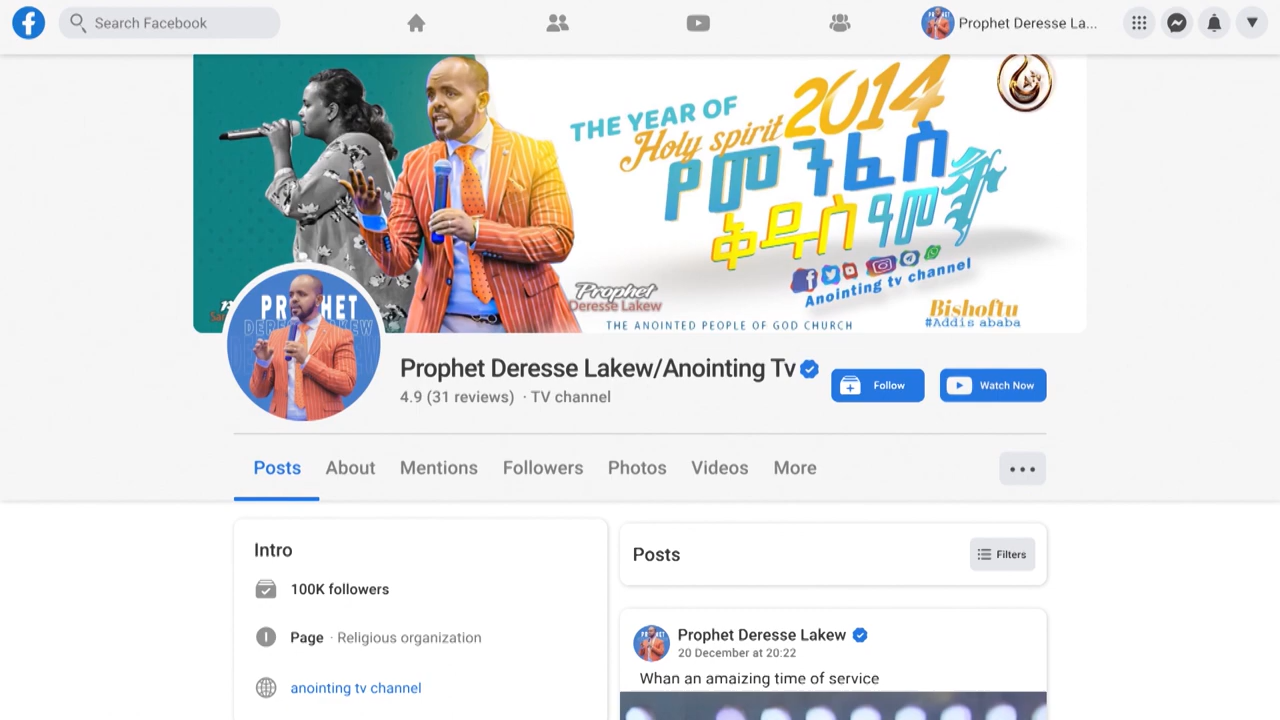 Search Facebook
Prophet Deresse La...
THE YEAR OF
Holy spirit 2014
የመንፈስ
ቅዱስ ዓመት
Anointing tv channel
Prophet
Deresse Lakew
Bishoftu
#Addis ababa
THE ANOINTED PEOPLE OF GOD CHURCH
PROPHET
DERESSE LAKEW
Prophet Deresse Lakew/Anointing Tv
4.9 (31 reviews) · TV channel
Follow
Watch Now
Posts About Mentions Followers Photos Videos More
Intro
100K followers
Page · Religious organization
anointing tv channel
Posts
Filters
Prophet Deresse Lakew
20 December at 20:22
Whan an amaizing time of service